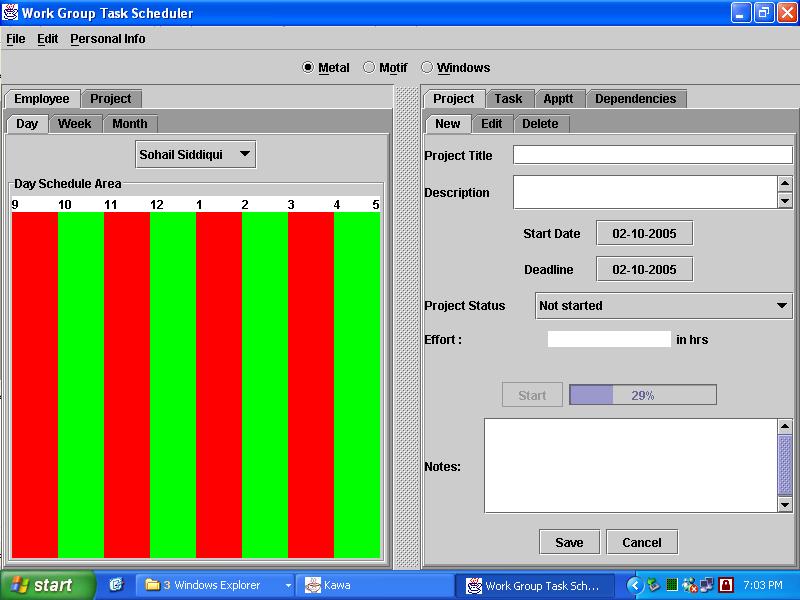 Work Group Task Scheduler
File Edit Personal Info
Metal Motif Windows
Employee Project
Day Week Month
Sohail Siddiqui
Day Schedule Area
9 10 11 12 1 2 3 4 5
Project Task Apptt Dependencies
New Edit Delete
Project Title
Description
Start Date 02-10-2005
Deadline 02-10-2005
Project Status Not started
Effort : in hrs
Start 29%
Notes:
Save Cancel
start 3 Windows Explorer Kawa Work Group Task Sch... 7:03 PM